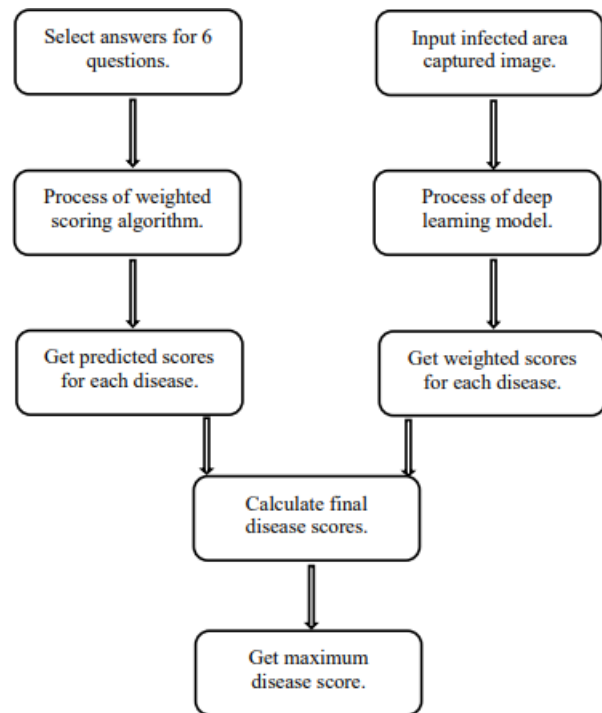 Select answers for 6
questions.
Input infected area
captured image.
Process of weighted
scoring algorithm.
Process of deep
learning model.
Get predicted scores
for each disease.
Get weighted scores
for each disease.
Calculate final
disease scores.
Get maximum
disease score.